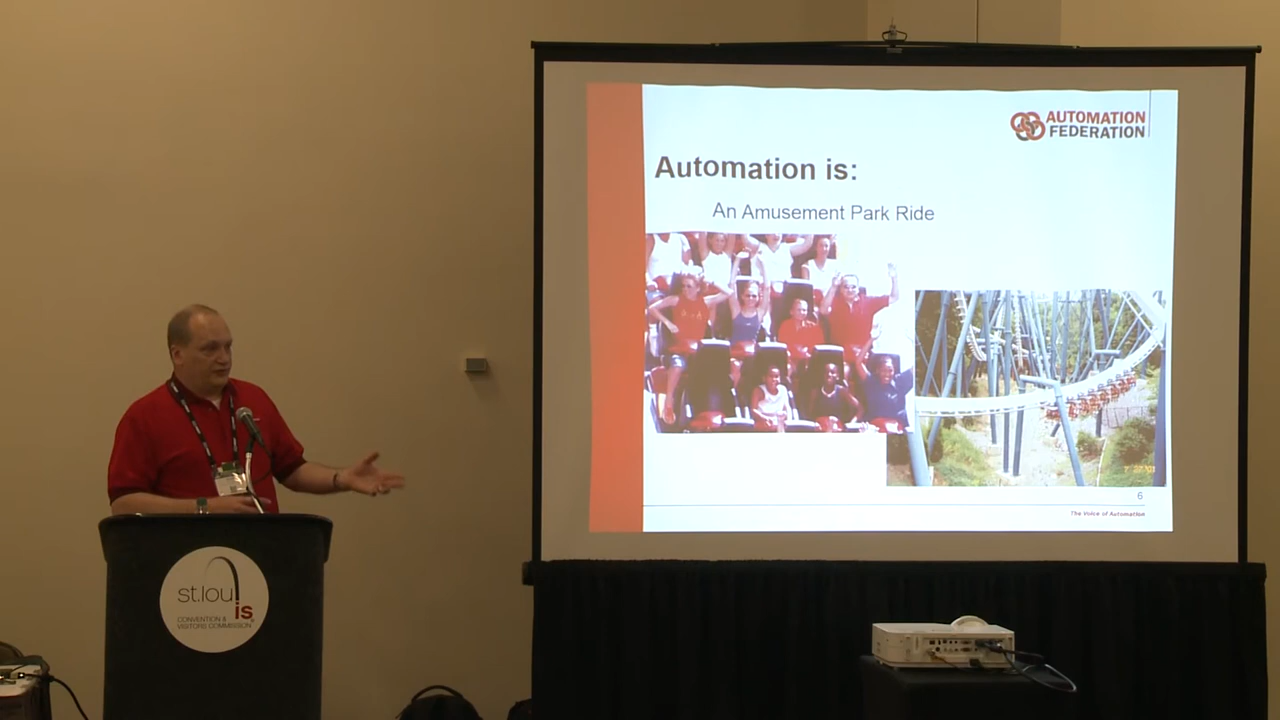 AUTOMATION
FEDERATION
Automation is:
An Amusement Park Ride
6
The Voice of Automation
st.louis
CONVENTION &
VISITORS COMMISSION